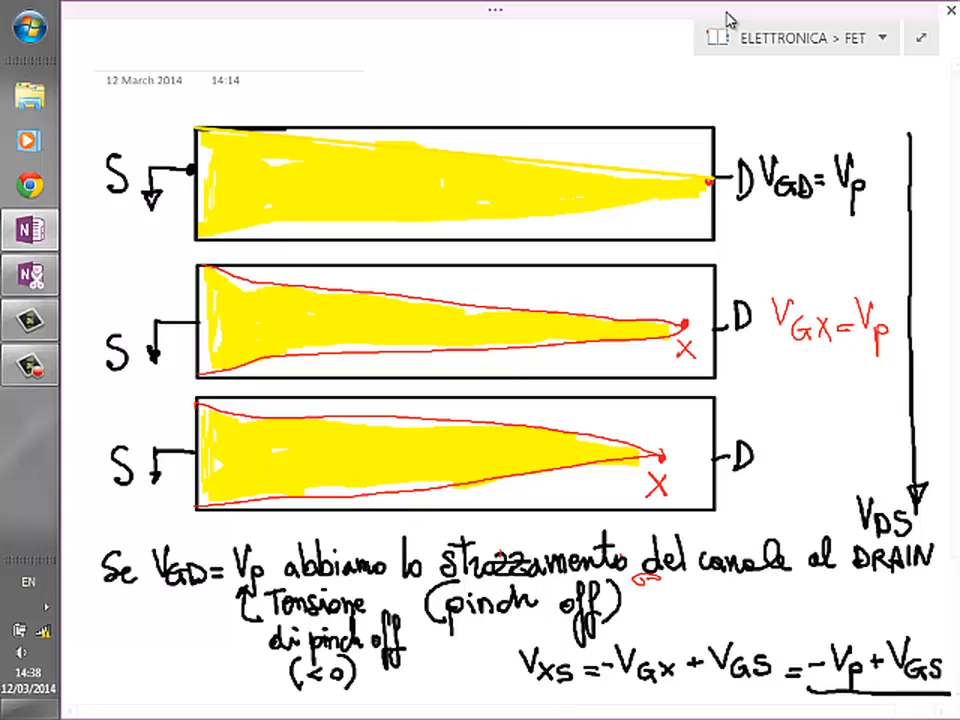 ELETTRONICA > FET
12 March 2014 14:14
S D VGD = Vp
S D VGX = Vp
X
S D
X
VDS
Se VGD = Vp abbiamo lo strozzamento del canale al DRAIN
Tensione (pinch off)
di pinch off
(<0)
VXS = -VGX + VGS = -Vp + VGS
EN
14:38
12/03/2014